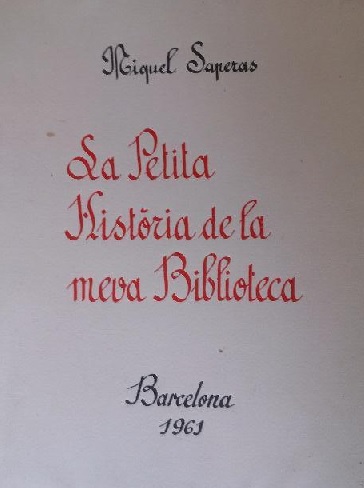 Miquel Saperas
La Petita
Història de la
meva Biblioteca
Barcelona
1961